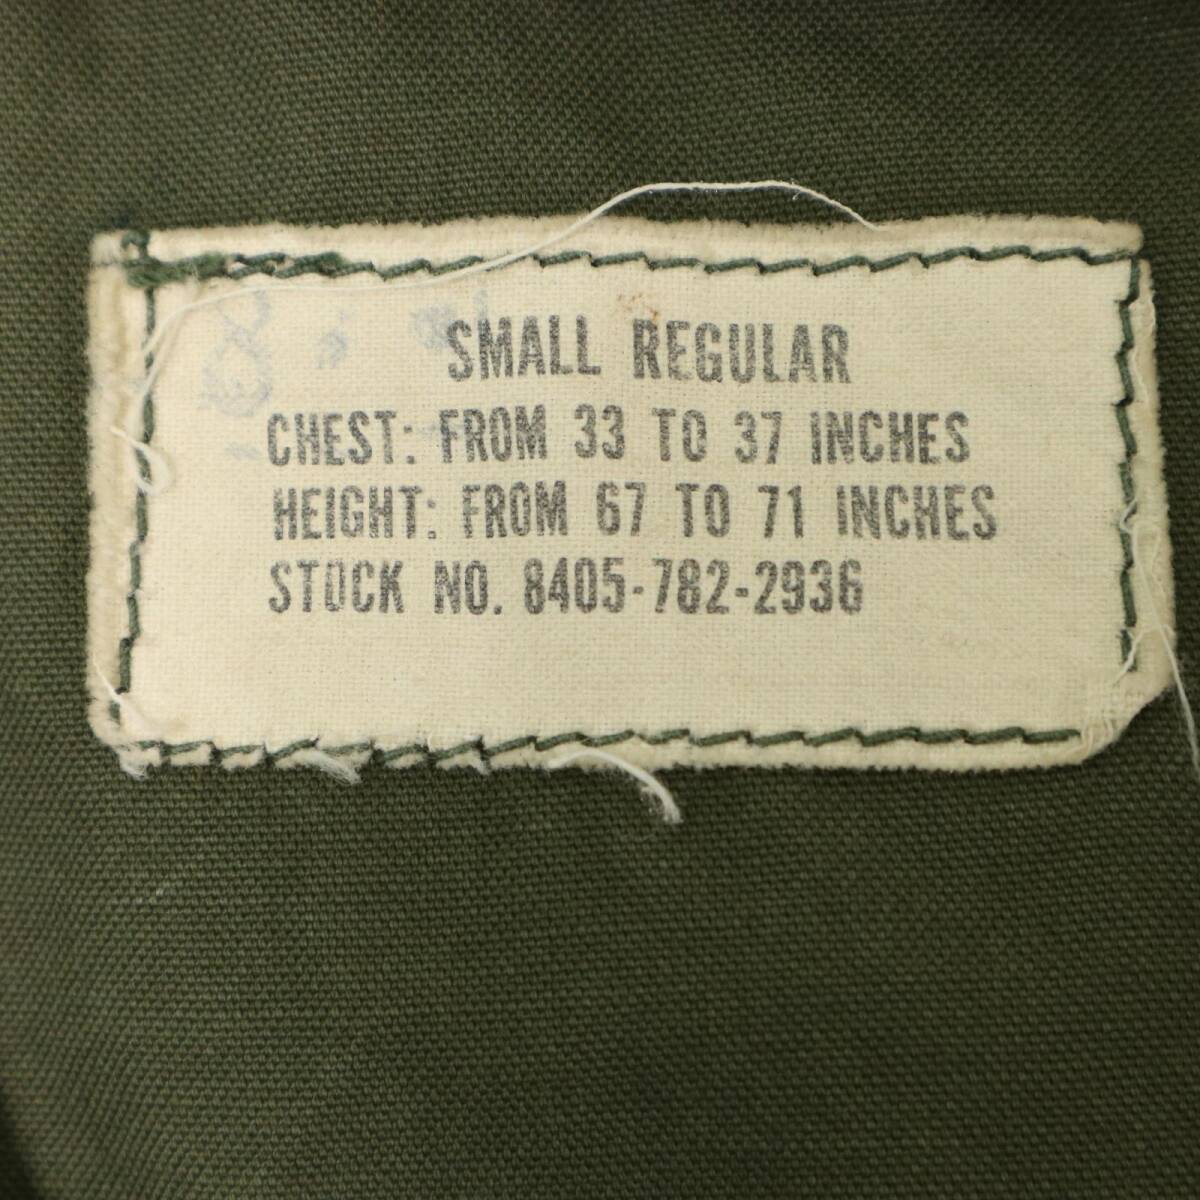 SMALL REGULAR
CHEST: FROM 33 TO 37 INCHES
HEIGHT: FROM 67 TO 71 INCHES
STOCK NO. 8405-782-2936